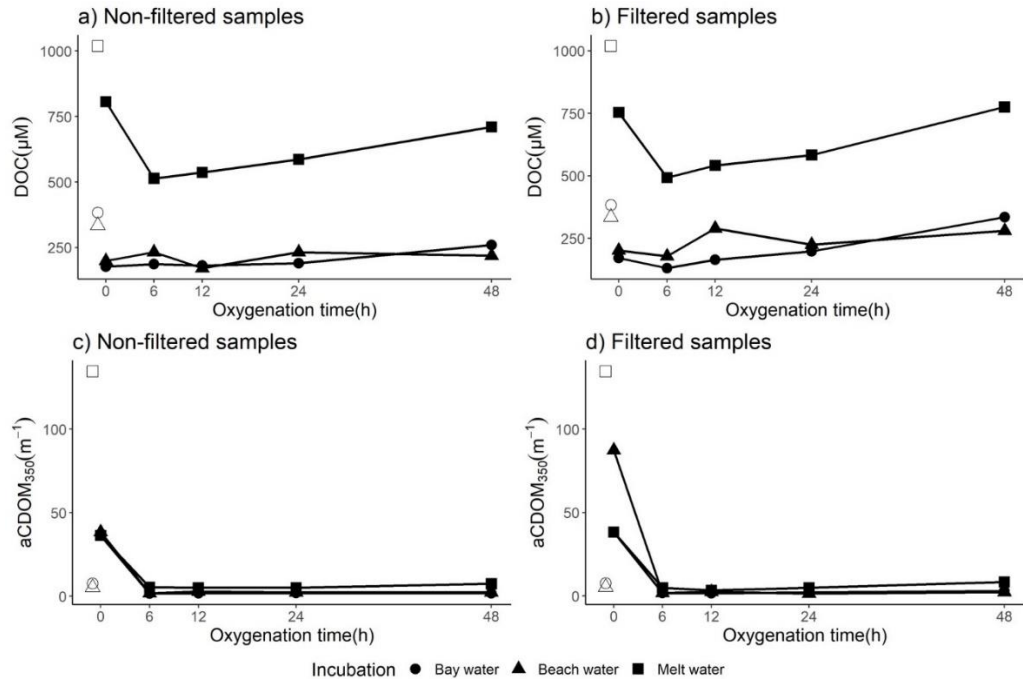 a) Non-filtered samples
1000
750
500
250
DOC(µM)
0 6 12 24 48
Oxygenation time(h)
b) Filtered samples
1000
750
500
250
DOC(µM)
0 6 12 24 48
Oxygenation time(h)
c) Non-filtered samples
100
50
0
aCDOM₃₅₀(m⁻¹)
0 6 12 24 48
Oxygenation time(h)
d) Filtered samples
100
50
0
aCDOM₃₅₀(m⁻¹)
0 6 12 24 48
Oxygenation time(h)
Incubation Bay water Beach water Melt water